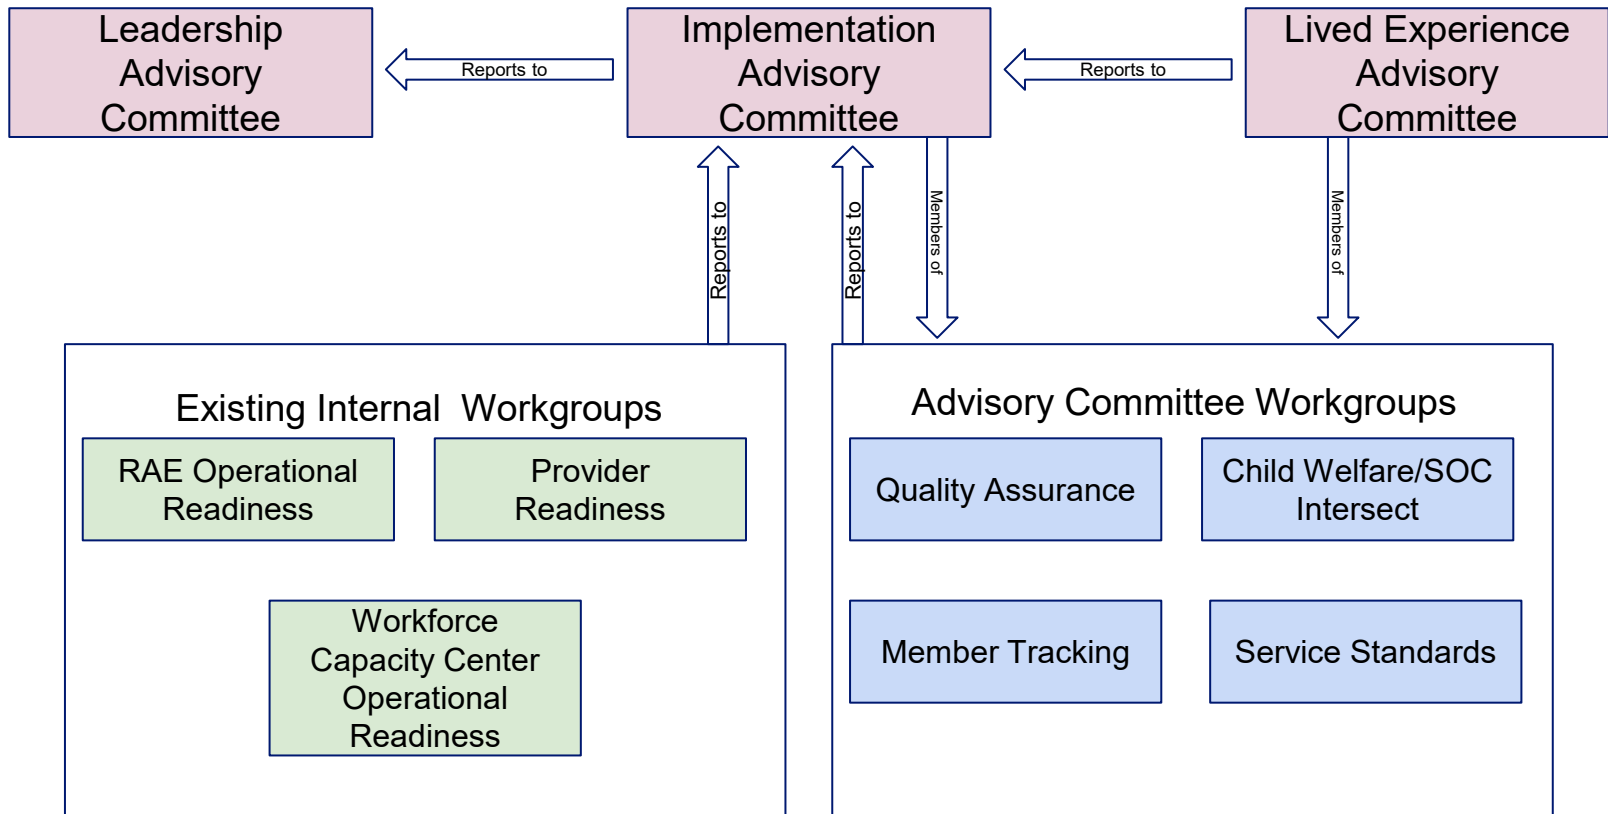 Leadership
Advisory
Committee
Reports to
Implementation
Advisory
Committee
Reports to
Lived Experience
Advisory
Committee
Reports to
Reports to
Members of
Members of
Existing Internal  Workgroups
RAE Operational
Readiness
Provider
Readiness
Workforce
Capacity Center
Operational
Readiness
Advisory Committee Workgroups
Quality Assurance
Child Welfare/SOC
Intersect
Member Tracking
Service Standards